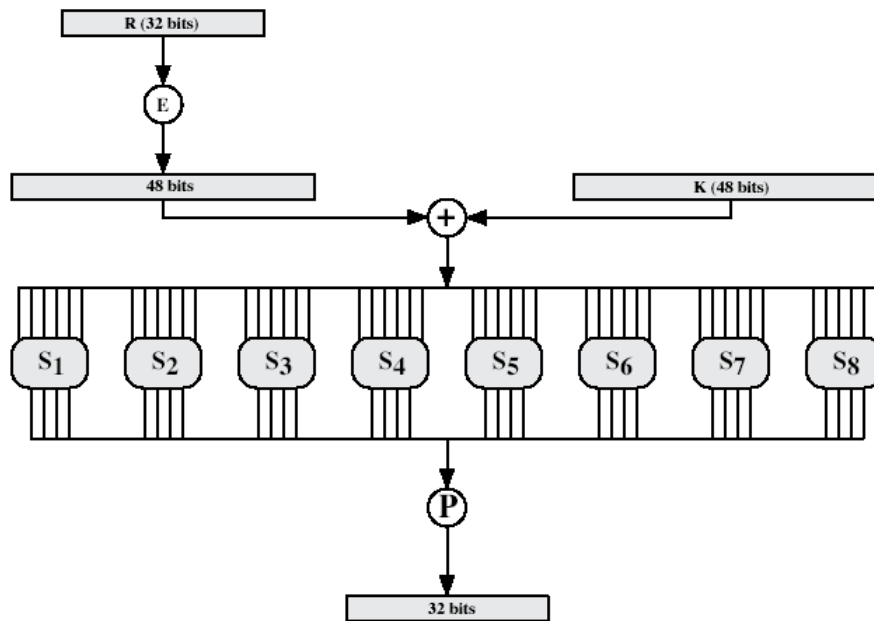 R (32 bits)
E
48 bits
K (48 bits)
+
S1 S2 S3 S4 S5 S6 S7 S8
P
32 bits